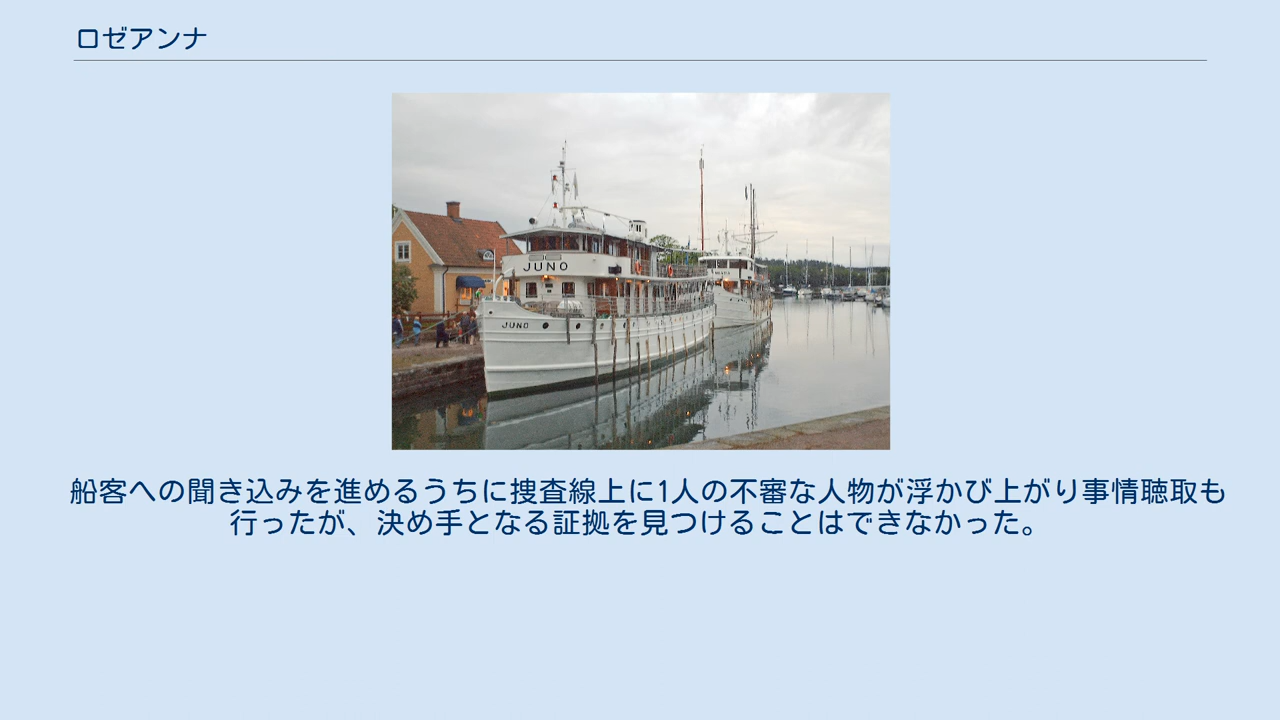 ロゼアンナ
JUNO
JUNO
船客への聞き込みを進めるうちに捜査線上に1人の不審な人物が浮かび上がり事情聴取も
行ったが、決め手となる証拠を見つけることはできなかった。